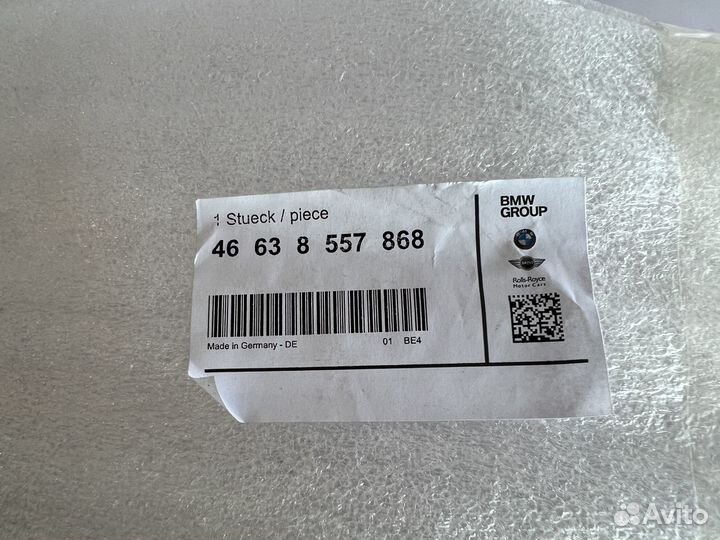 1 Stueck / piece
46 63 8 557 868
Made in Germany - DE 01 BE4
BMW
GROUP
Rolls-Royce
Motor Cars
Avito